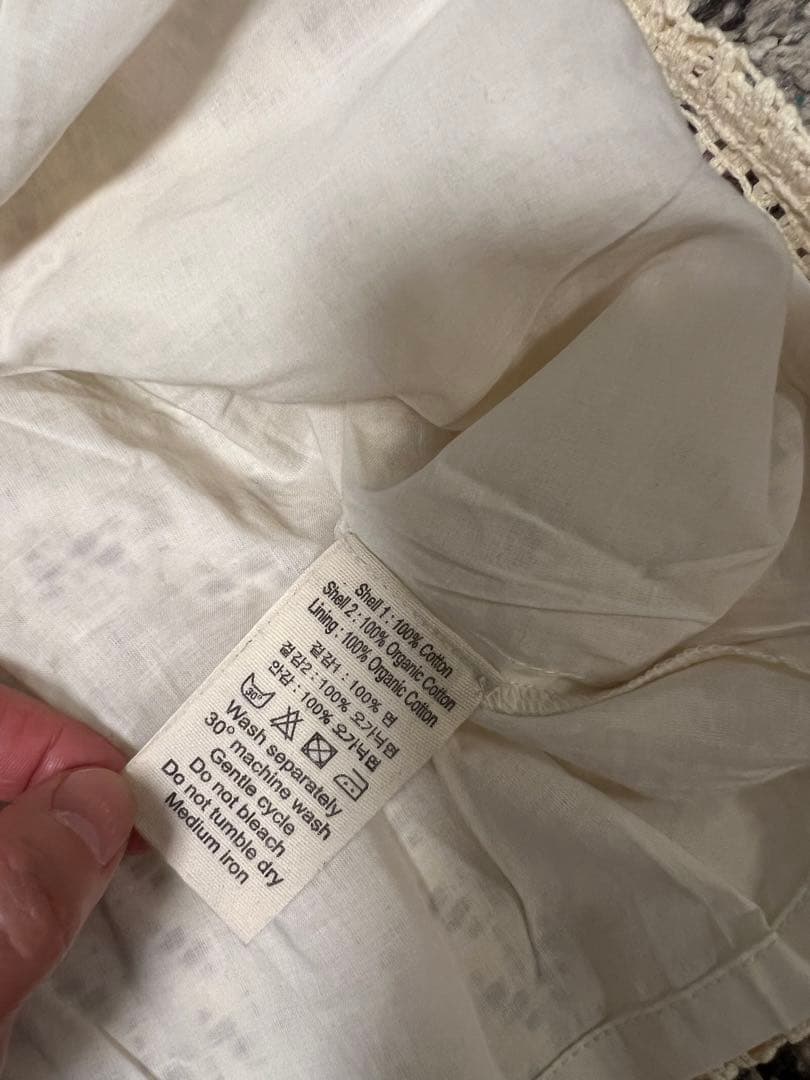 Shell 1 : 100% Cotton
Shell 2 : 100% Organic Cotton
Lining : 100% Organic Cotton
겉감1 : 100% 면
겉감2 : 100% 오가닉면
안감 : 100% 오가닉면
30°
Wash separately
30° machine wash
Gentle cycle
Do not bleach
Do not tumble dry
Medium Iron